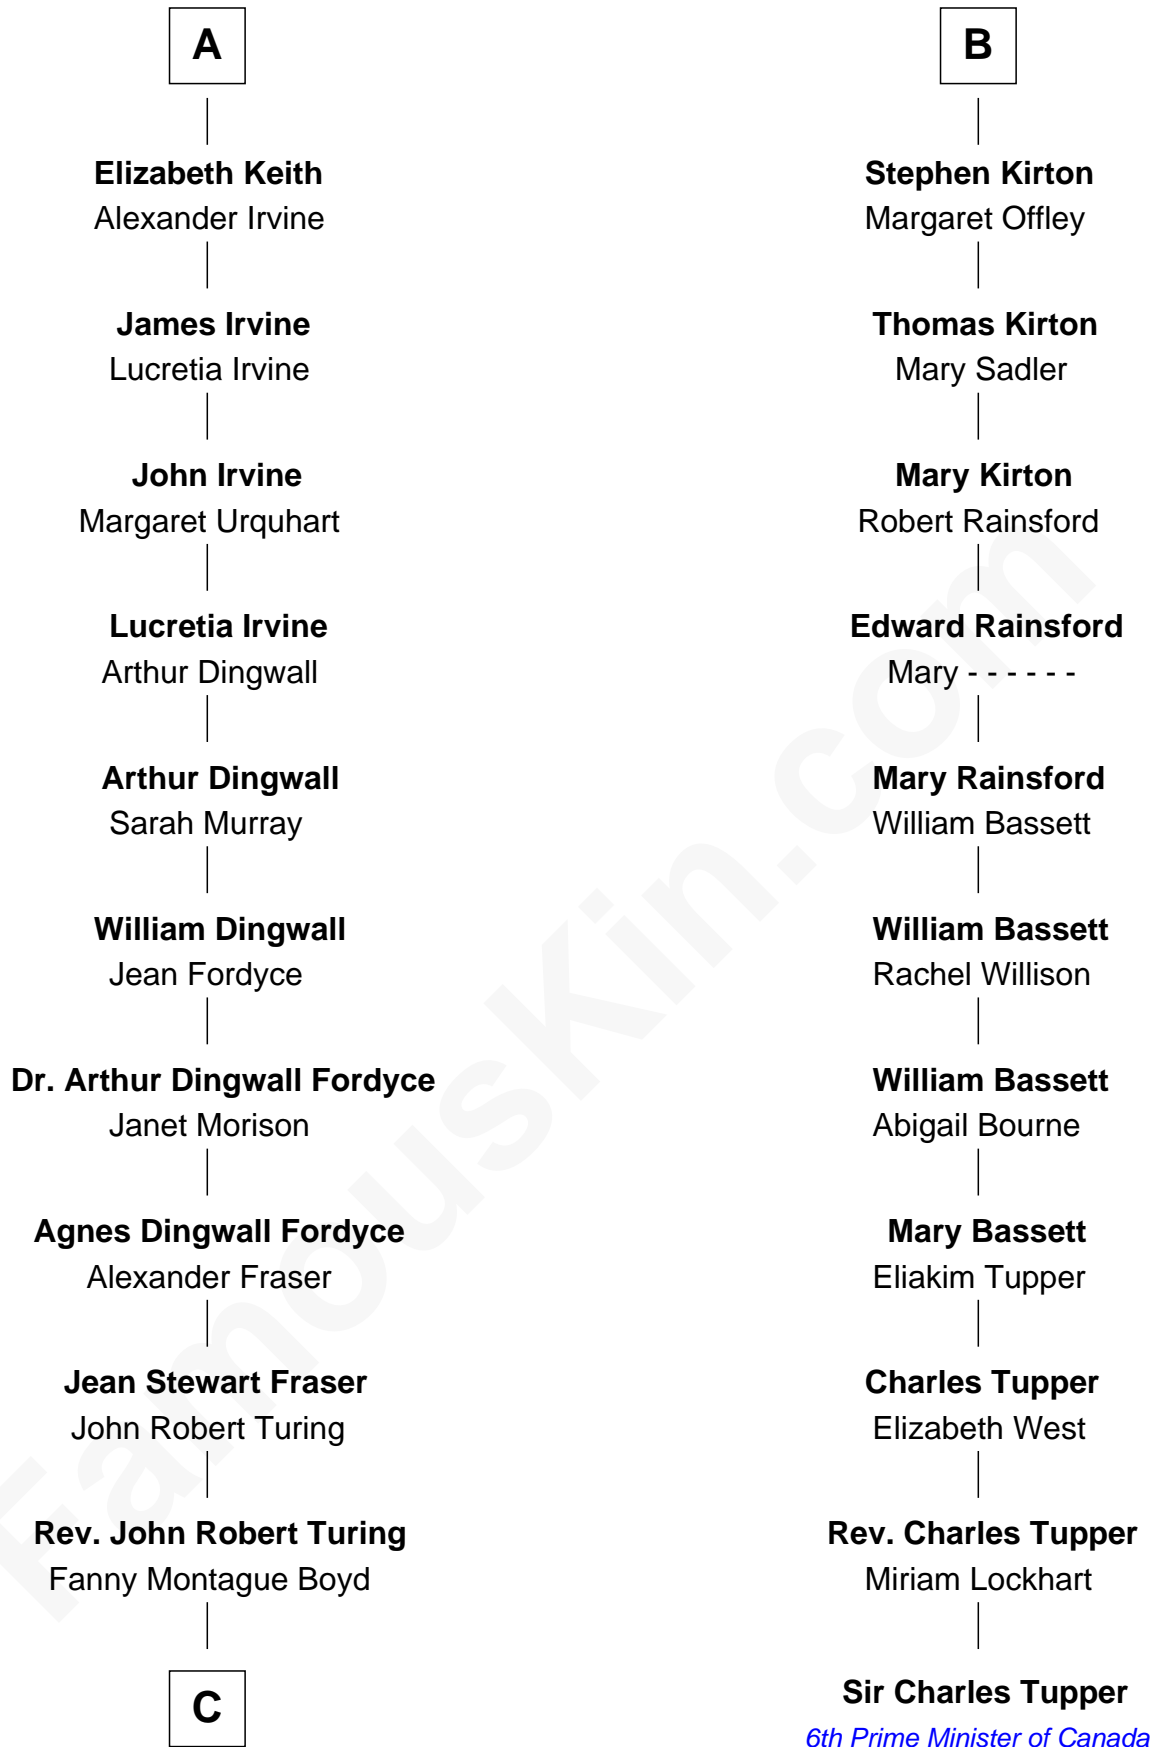 A
Elizabeth Keith
Alexander Irvine
James Irvine
Lucretia Irvine
John Irvine
Margaret Urquhart
Lucretia Irvine
Arthur Dingwall
Arthur Dingwall
Sarah Murray
William Dingwall
Jean Fordyce
Dr. Arthur Dingwall Fordyce
Janet Morison
Agnes Dingwall Fordyce
Alexander Fraser
Jean Stewart Fraser
John Robert Turing
Rev. John Robert Turing
Fanny Montague Boyd
C
B
Stephen Kirton
Margaret Offley
Thomas Kirton
Mary Sadler
Mary Kirton
Robert Rainsford
Edward Rainsford
Mary - - - - - -
Mary Rainsford
William Bassett
William Bassett
Rachel Willison
William Bassett
Abigail Bourne
Mary Bassett
Eliakim Tupper
Charles Tupper
Elizabeth West
Rev. Charles Tupper
Miriam Lockhart
Sir Charles Tupper
6th Prime Minister of Canada
FamousKin.com